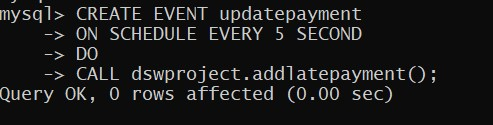 mysql> CREATE EVENT updatepayment
    -> ON SCHEDULE EVERY 5 SECOND
    -> DO
    -> CALL dswproject.addlatepayment();
Query OK, 0 rows affected (0.00 sec)